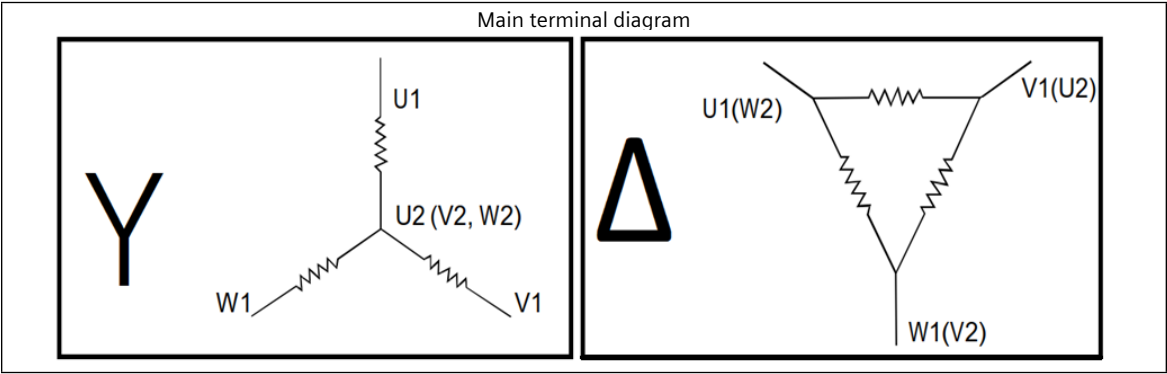 Main terminal diagram
Y
U1
U2 (V2, W2)
W1
V1
Δ
U1(W2)
V1(U2)
W1(V2)